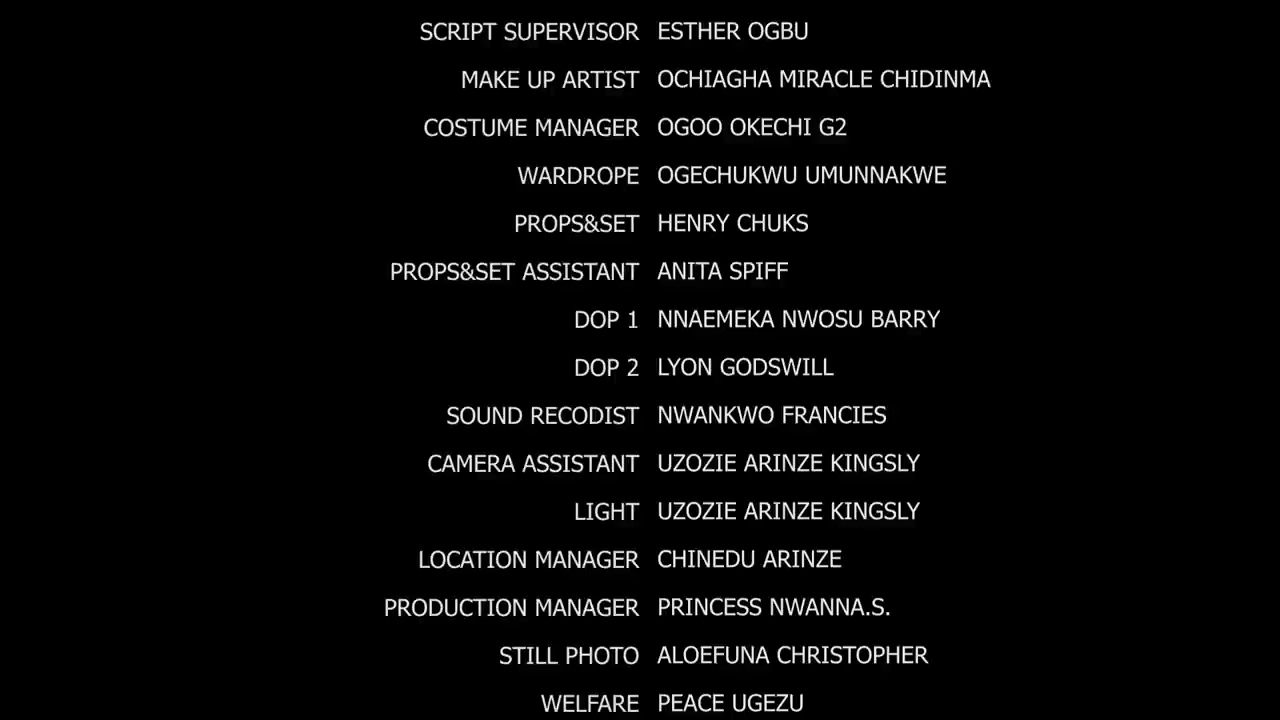 SCRIPT SUPERVISOR ESTHER OGBU
MAKE UP ARTIST OCHIAGHA MIRACLE CHIDINMA
COSTUME MANAGER OGOO OKECHI G2
WARDROPE OGECHUKWU UMUNNAKWE
PROPS&SET HENRY CHUKS
PROPS&SET ASSISTANT ANITA SPIFF
DOP 1 NNAEMEKA NWOSU BARRY
DOP 2 LYON GODSWILL
SOUND RECODIST NWANKWO FRANCIES
CAMERA ASSISTANT UZOZIE ARINZE KINGSLY
LIGHT UZOZIE ARINZE KINGSLY
LOCATION MANAGER CHINEDU ARINZE
PRODUCTION MANAGER PRINCESS NWANNA.S.
STILL PHOTO ALOEFUNA CHRISTOPHER
WELFARE PEACE UGEZU